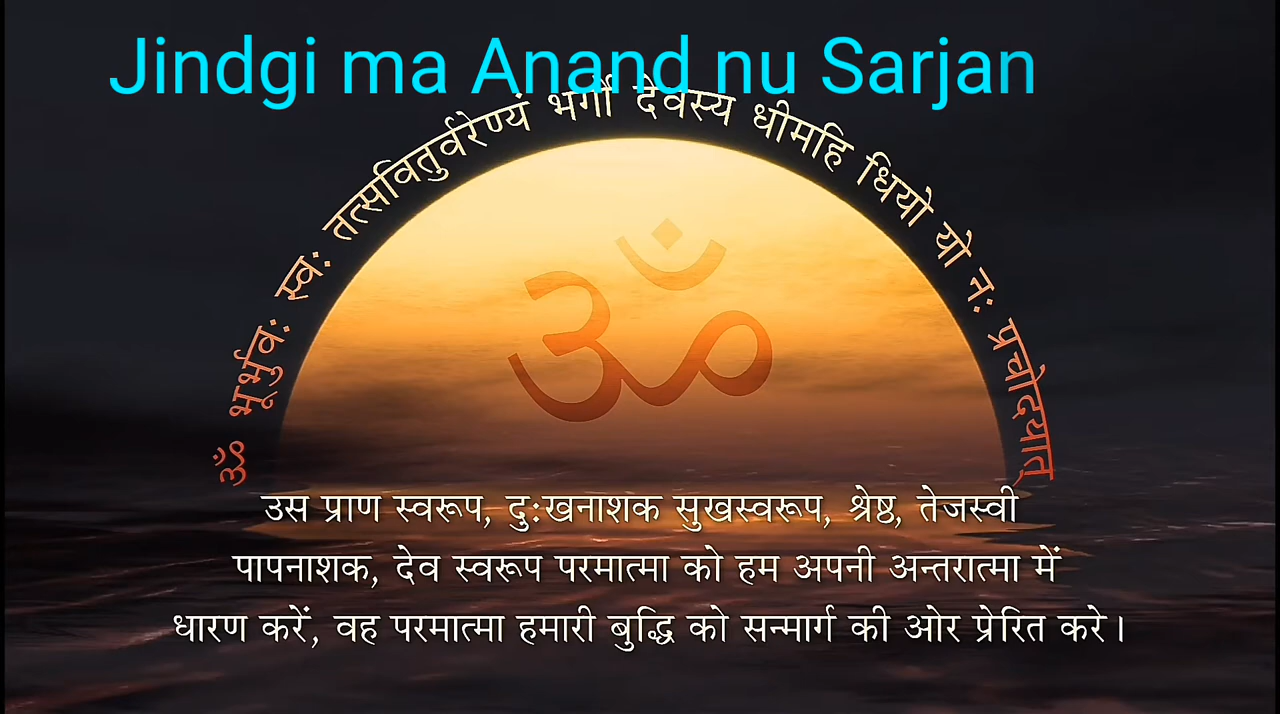 Jindgi ma Anand nu Sarjan
ॐ भूर्भुवः स्वः तत्सवितुर्वरेण्यं भर्गो देवस्य धीमहि धियो यो नः प्रचोदयात्
ॐ
उस प्राण स्वरूप, दुःखनाशक सुखस्वरूप, श्रेष्ठ, तेजस्वी
पापनाशक, देव स्वरूप परमात्मा को हम अपनी अन्तरात्मा में
धारण करें, वह परमात्मा हमारी बुद्धि को सन्मार्ग की ओर प्रेरित करे।